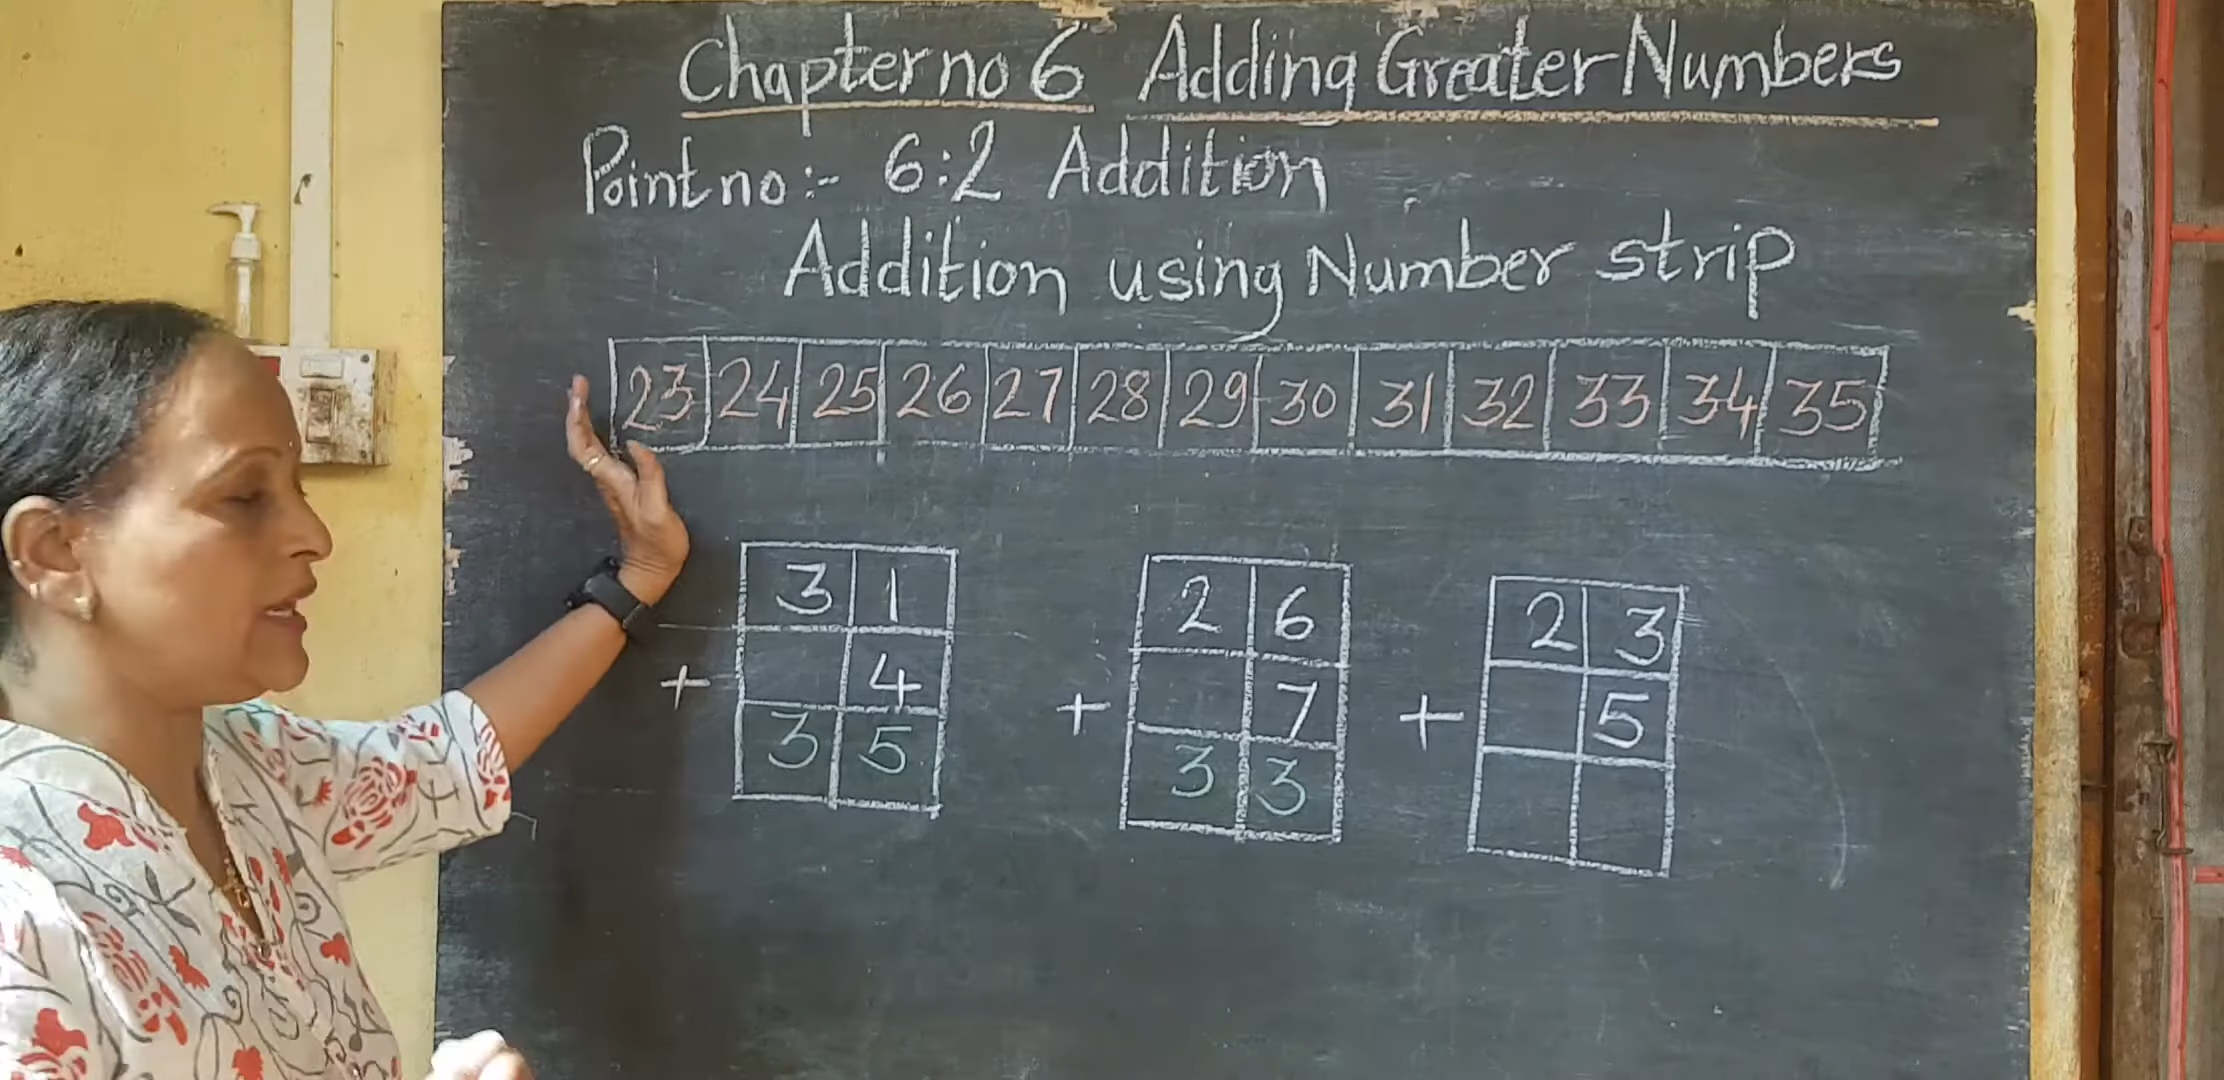 Chapter no 6 Adding Greater Numbers
Point no :- 6:2 Addition
Addition using Number strip
23 24 25 26 27 28 29 30 31 32 33 34 35
3 1 2 6 2 3
+ 4 + 7 + 5
3 5 3 3